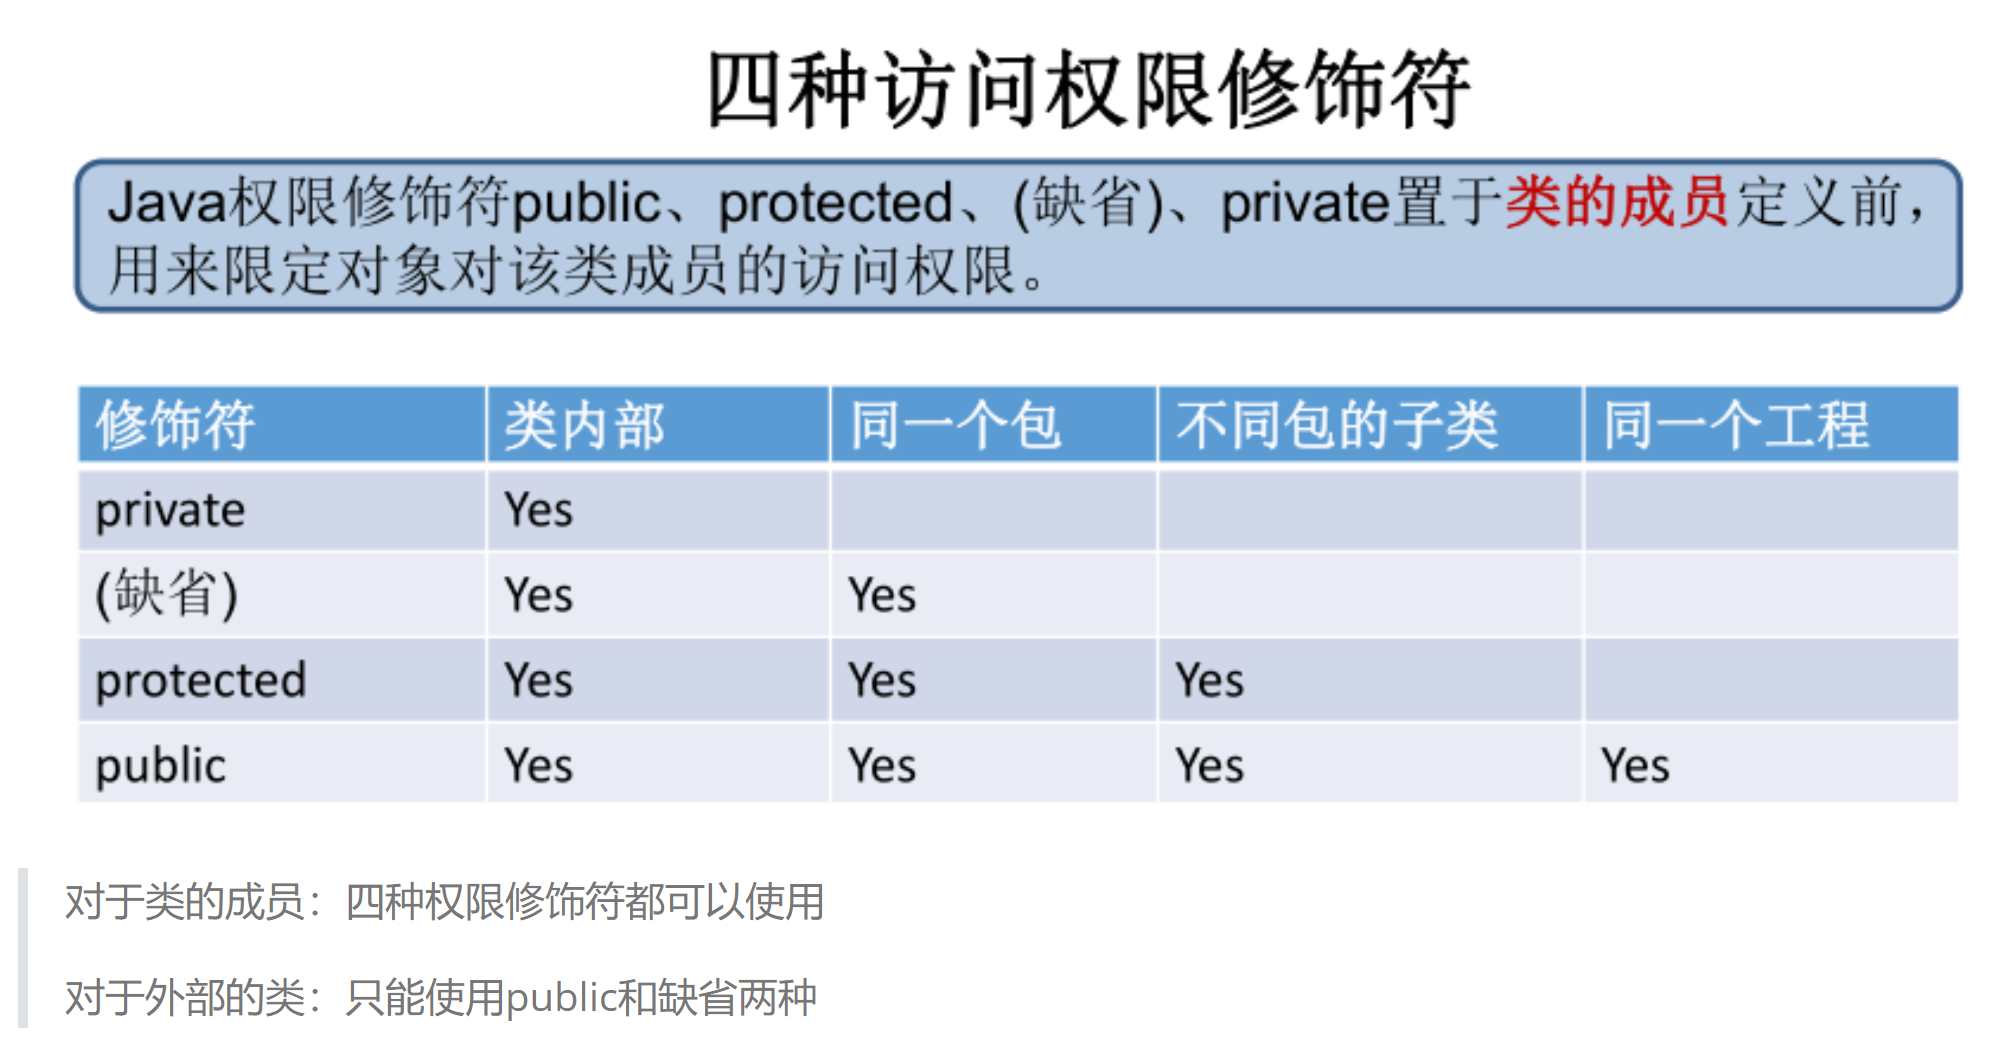 四种访问权限修饰符
Java权限修饰符public、protected、(缺省)、private置于类的成员定义前，
用来限定对象对该类成员的访问权限。
修饰符 类内部 同一个包 不同包的子类 同一个工程
private Yes
(缺省) Yes Yes
protected Yes Yes Yes
public Yes Yes Yes Yes
对于类的成员：四种权限修饰符都可以使用
对于外部的类：只能使用public和缺省两种